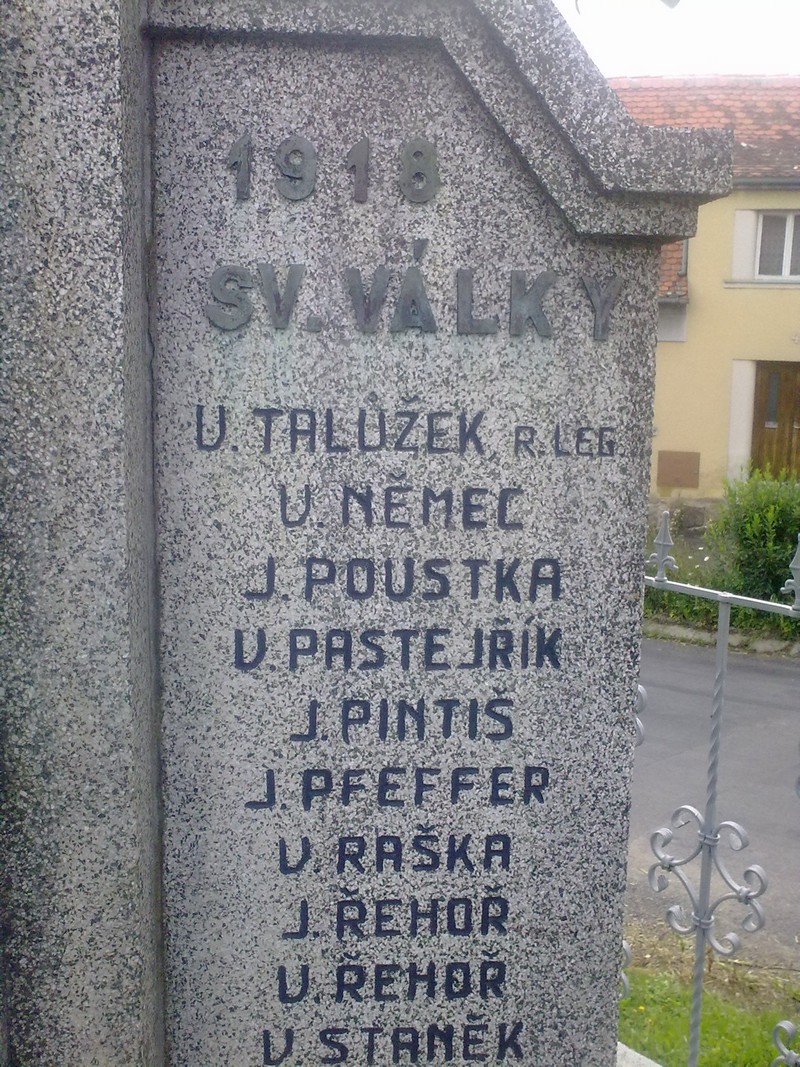 1918
SV. VÁLKY
V. TALŮŽEK, R. LEG.
V. NĚMEC
J. POUSTKA
V. PASTEJŘÍK
J. PINTIŠ
J. PFEFFER
V. RAŠKA
J. ŘEHOŘ
V. ŘEHOŘ
V. STANĚK